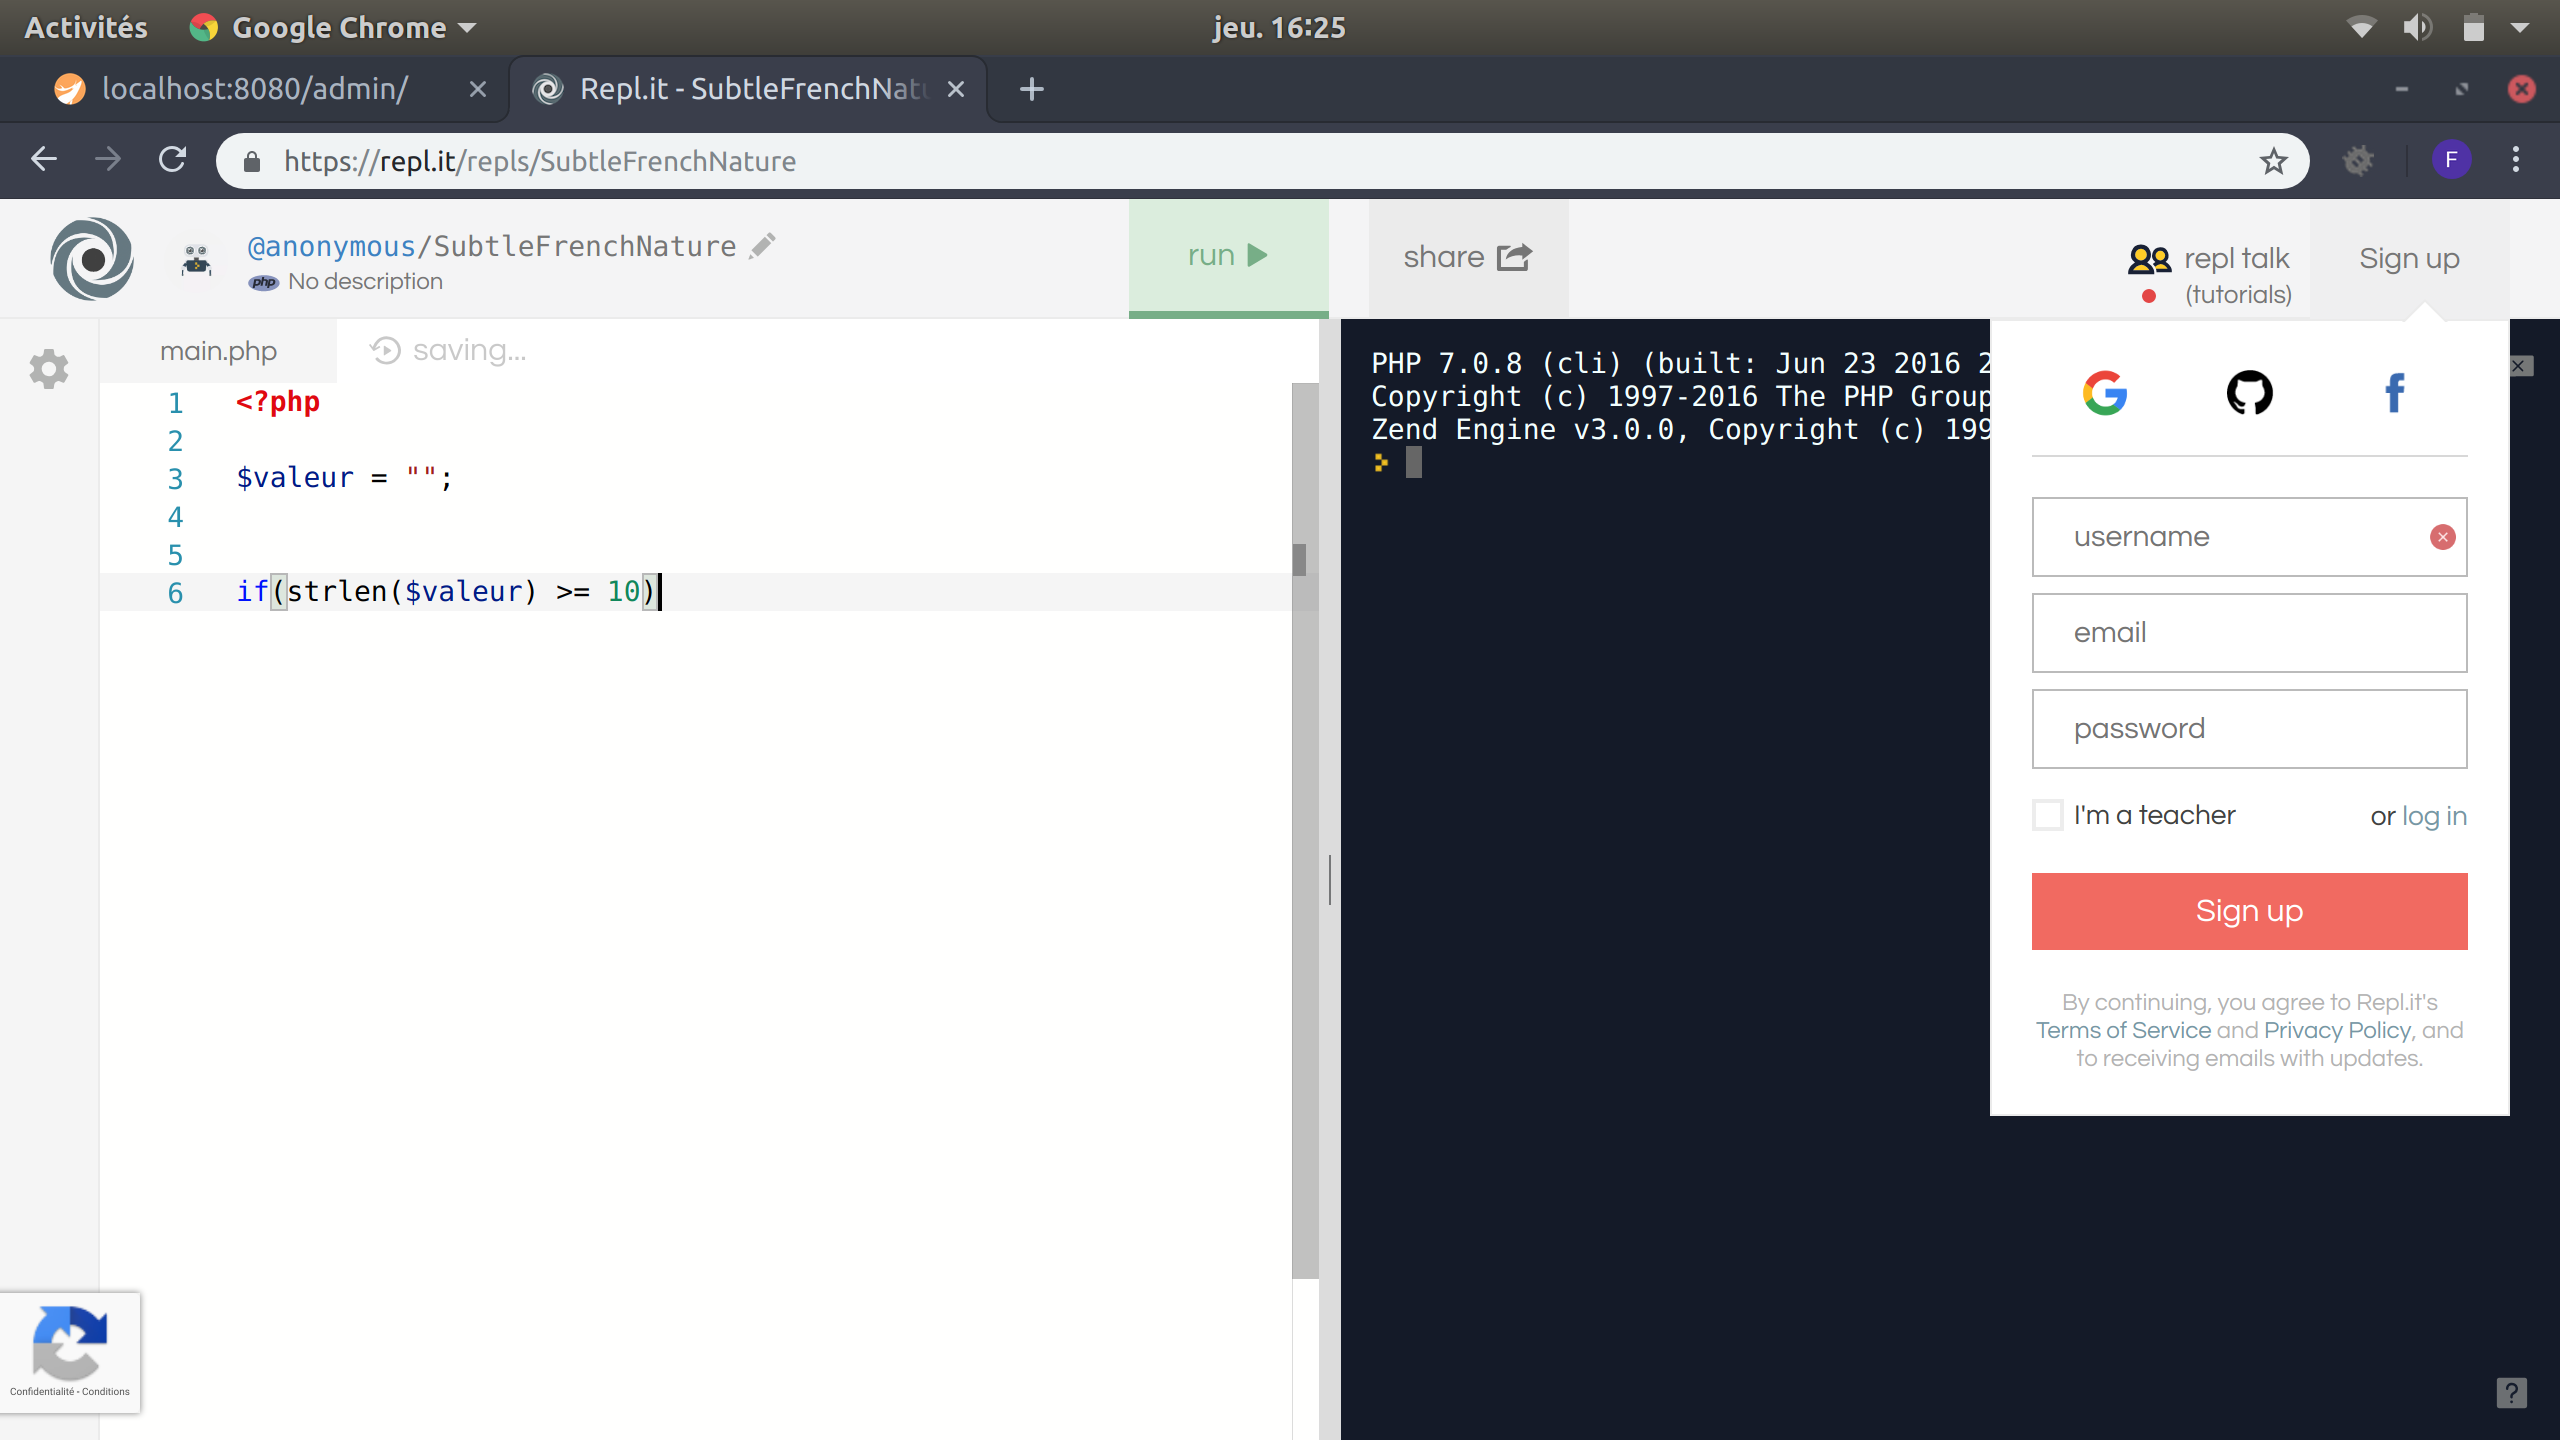 Activités
Google Chrome
jeu. 16:25
localhost:8080/admin/
Repl.it - SubtleFrenchNatu
https://repl.it/repls/SubtleFrenchNature
F
@anonymous/SubtleFrenchNature
php No description
run
share
repl talk
(tutorials)
Sign up
main.php
saving...
1 <?php
2
3 $valeur = "";
4
5
6 if(strlen($valeur) >= 10)
PHP 7.0.8 (cli) (built: Jun 23 2016 2
Copyright (c) 1997-2016 The PHP Group
Zend Engine v3.0.0, Copyright (c) 199
>
username
email
password
I'm a teacher
or log in
Sign up
By continuing, you agree to Repl.it's
Terms of Service and Privacy Policy, and
to receiving emails with updates.
Confidentialité - Conditions
?